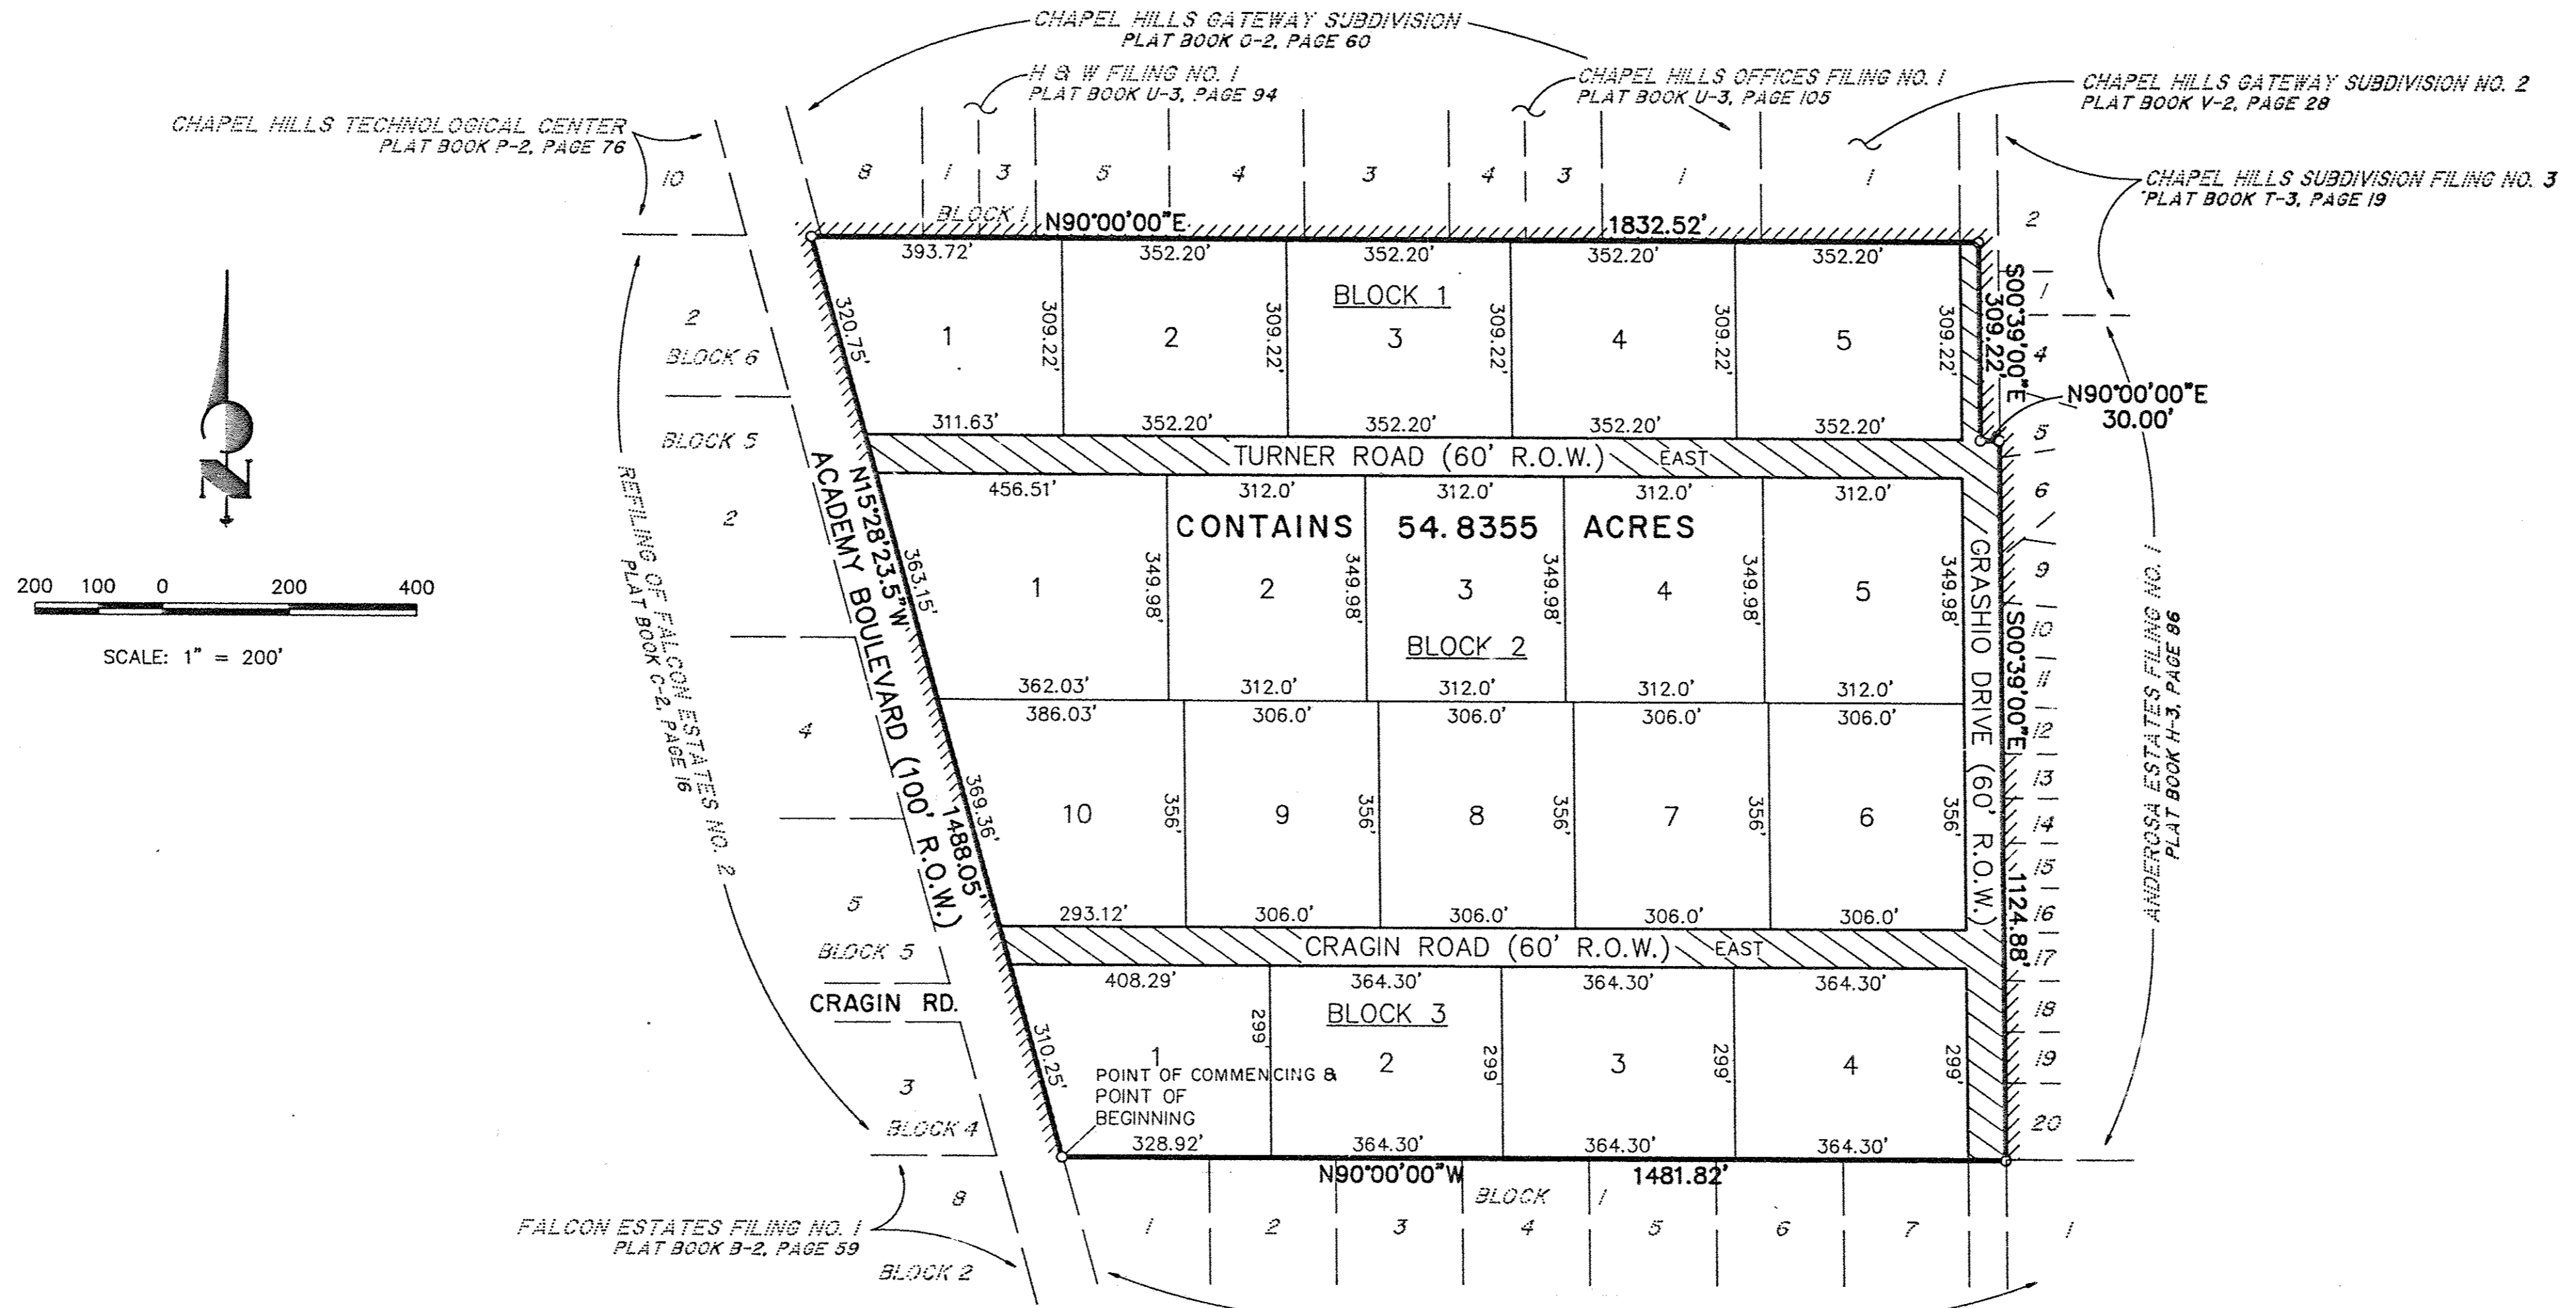 CHAPEL HILLS GATEWAY SUBDIVISION
PLAT BOOK O-2, PAGE 60
H & W FILING NO. 1
PLAT BOOK U-3, PAGE 94
CHAPEL HILLS OFFICES FILING NO. 1
PLAT BOOK U-3, PAGE 105
CHAPEL HILLS GATEWAY SUBDIVISION NO. 2
PLAT BOOK V-2, PAGE 28
CHAPEL HILLS TECHNOLOGICAL CENTER
PLAT BOOK P-2, PAGE 76
CHAPEL HILLS SUBDIVISION FILING NO. 3
PLAT BOOK T-3, PAGE 19
10 8 1 3 5 4 3 4 3 1 1 2
BLOCK 1
N90°00'00"E 1832.52'
393.72' 352.20' 352.20' 352.20' 352.20'
BLOCK 1
320.75' 309.22' 309.22' 309.22' 309.22' 309.22'
1 2 3 4 5
S00°39'00"E
309.22'
1
4
5
2
BLOCK 6
N90°00'00"E
30.00'
311.63' 352.20' 352.20' 352.20' 352.20'
BLOCK 5
2
TURNER ROAD (60' R.O.W.) EAST
456.51' 312.0' 312.0' 312.0' 312.0'
CONTAINS 54.8355 ACRES
363.15' 349.98' 349.98' 349.98' 349.98' 349.98'
1 2 3 4 5
BLOCK 2
362.03' 312.0' 312.0' 312.0' 312.0'
386.03' 306.0' 306.0' 306.0' 306.0'
369.36' 356' 356' 356' 356' 356'
10 9 8 7 6
293.12' 306.0' 306.0' 306.0' 306.0'
CRAGIN ROAD (60' R.O.W.) EAST
408.29' 364.30' 364.30' 364.30'
BLOCK 3
310.25' 299' 299' 299' 299'
1 2 3 4
POINT OF COMMENCING &
POINT OF
BEGINNING
328.92' 364.30' 364.30' 364.30'
N90°00'00"W 1481.82'
BLOCK 1
1 2 3 4 5 6 7 1
N15°28'23.5"W 1488.05'
ACADEMY BOULEVARD (100' R.O.W.)
GRASHIO DRIVE (60' R.O.W.)
S00°39'00"E 1124.88'
6
9
10
11
12
13
14
15
16
17
18
19
20
ANDEROSA ESTATES FILING NO. 1
PLAT BOOK H-3, PAGE 86
REFILING OF FALCON ESTATES NO. 2
PLAT BOOK C-2, PAGE 16
4
5
BLOCK 5
CRAGIN RD.
3
BLOCK 4
8
FALCON ESTATES FILING NO. 1
PLAT BOOK B-2, PAGE 59
BLOCK 2
N
200 100 0 200 400
SCALE: 1" = 200'